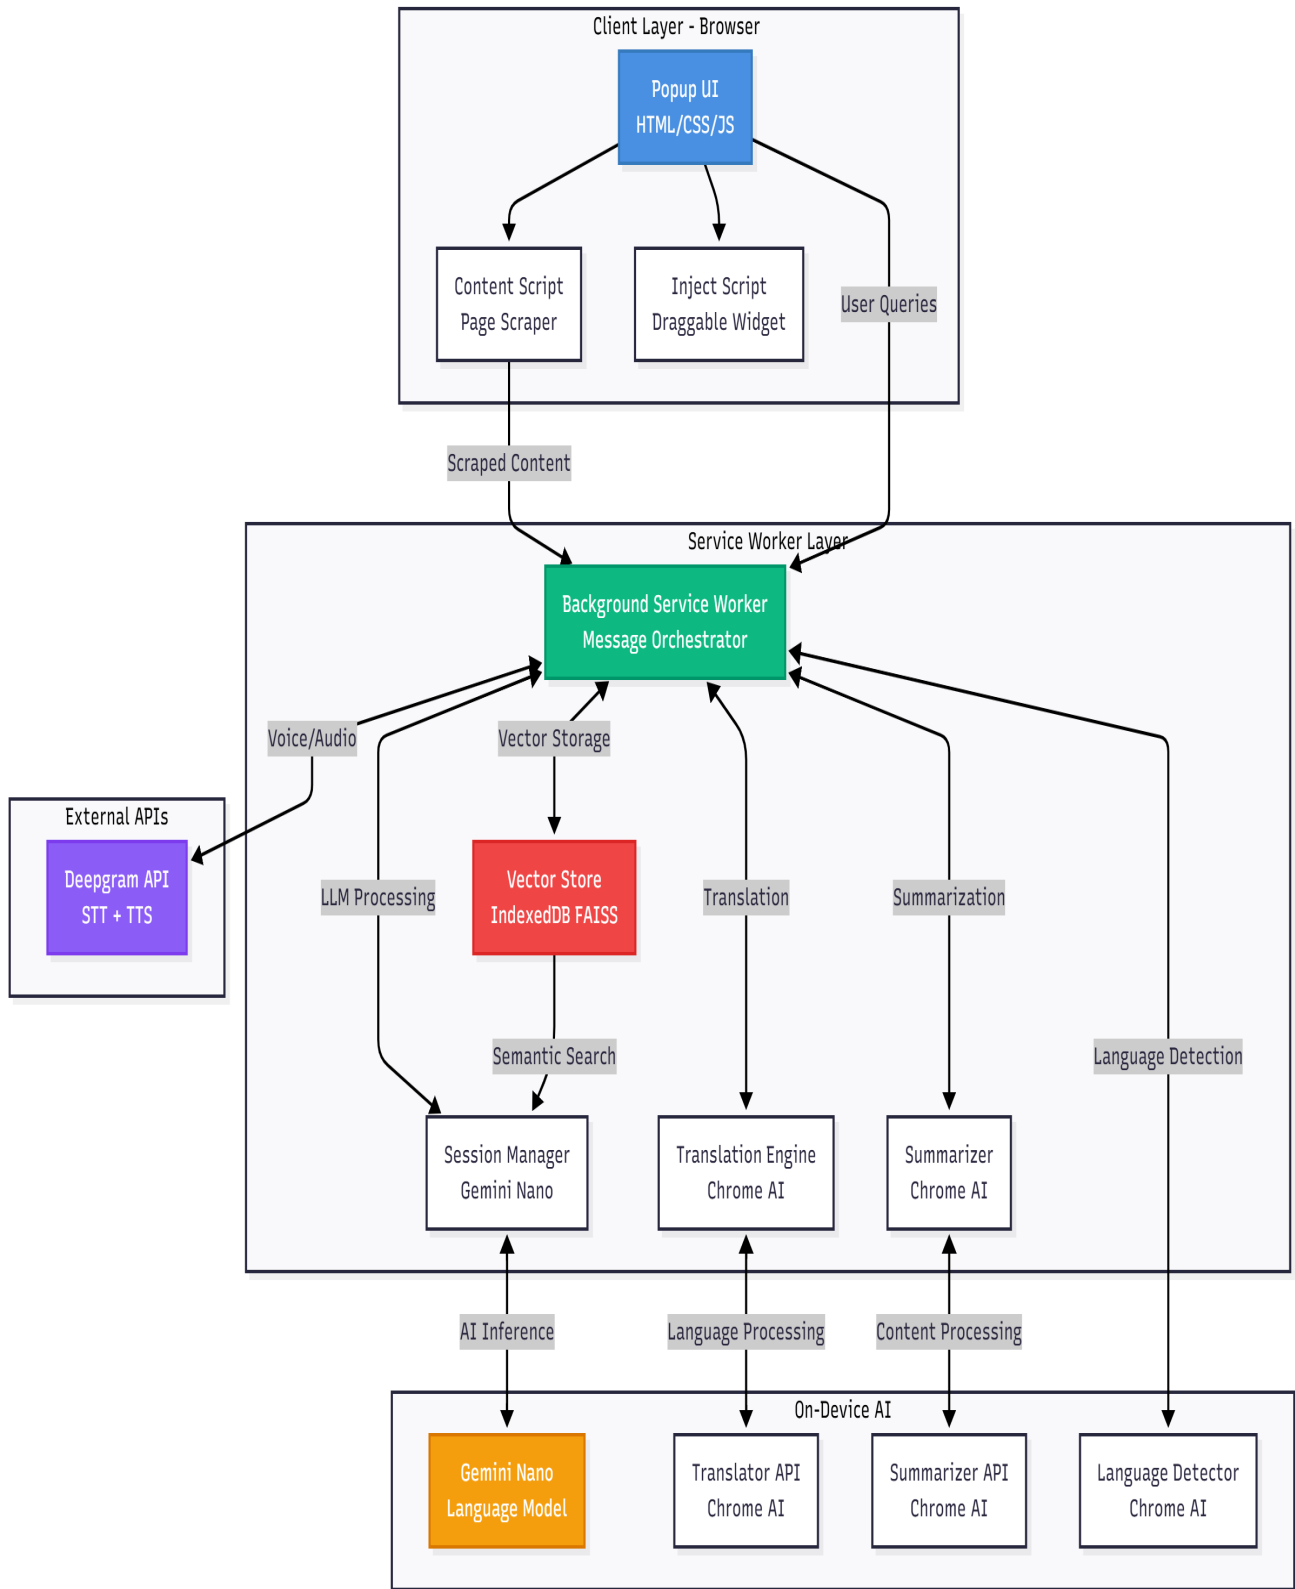 Client Layer - Browser
Popup UI
HTML/CSS/JS
Content Script
Page Scraper
Inject Script
Draggable Widget
User Queries
Scraped Content
Service Worker Layer
Background Service Worker
Message Orchestrator
Voice/Audio
Vector Storage
External APIs
Deepgram API
STT + TTS
LLM Processing
Vector Store
IndexedDB FAISS
Translation
Summarization
Semantic Search
Language Detection
Session Manager
Gemini Nano
Translation Engine
Chrome AI
Summarizer
Chrome AI
AI Inference
Language Processing
Content Processing
On-Device AI
Gemini Nano
Language Model
Translator API
Chrome AI
Summarizer API
Chrome AI
Language Detector
Chrome AI